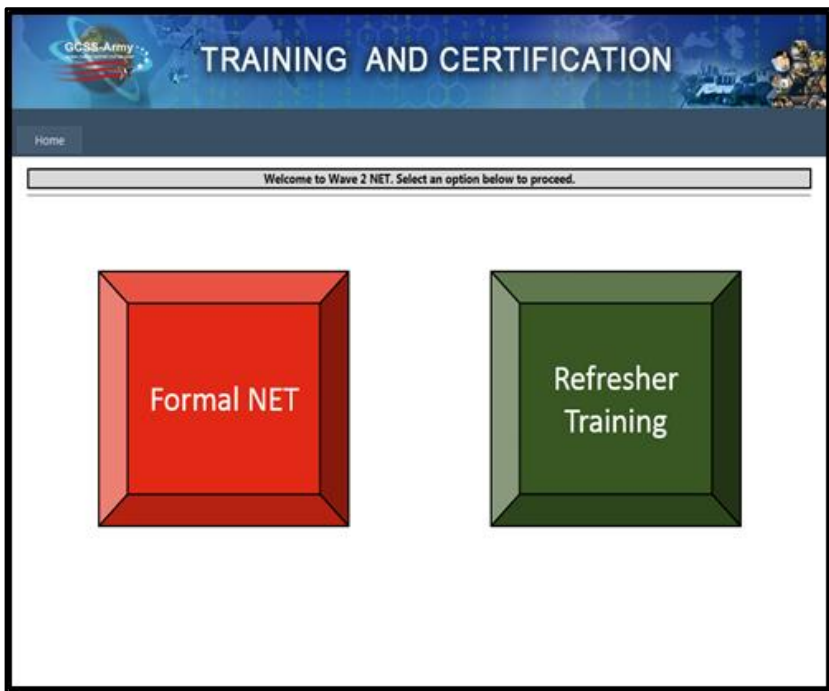 GCSS-Army
TRAINING AND CERTIFICATION
Home
Welcome to Wave 2 NET. Select an option below to proceed.
Formal NET
Refresher
Training